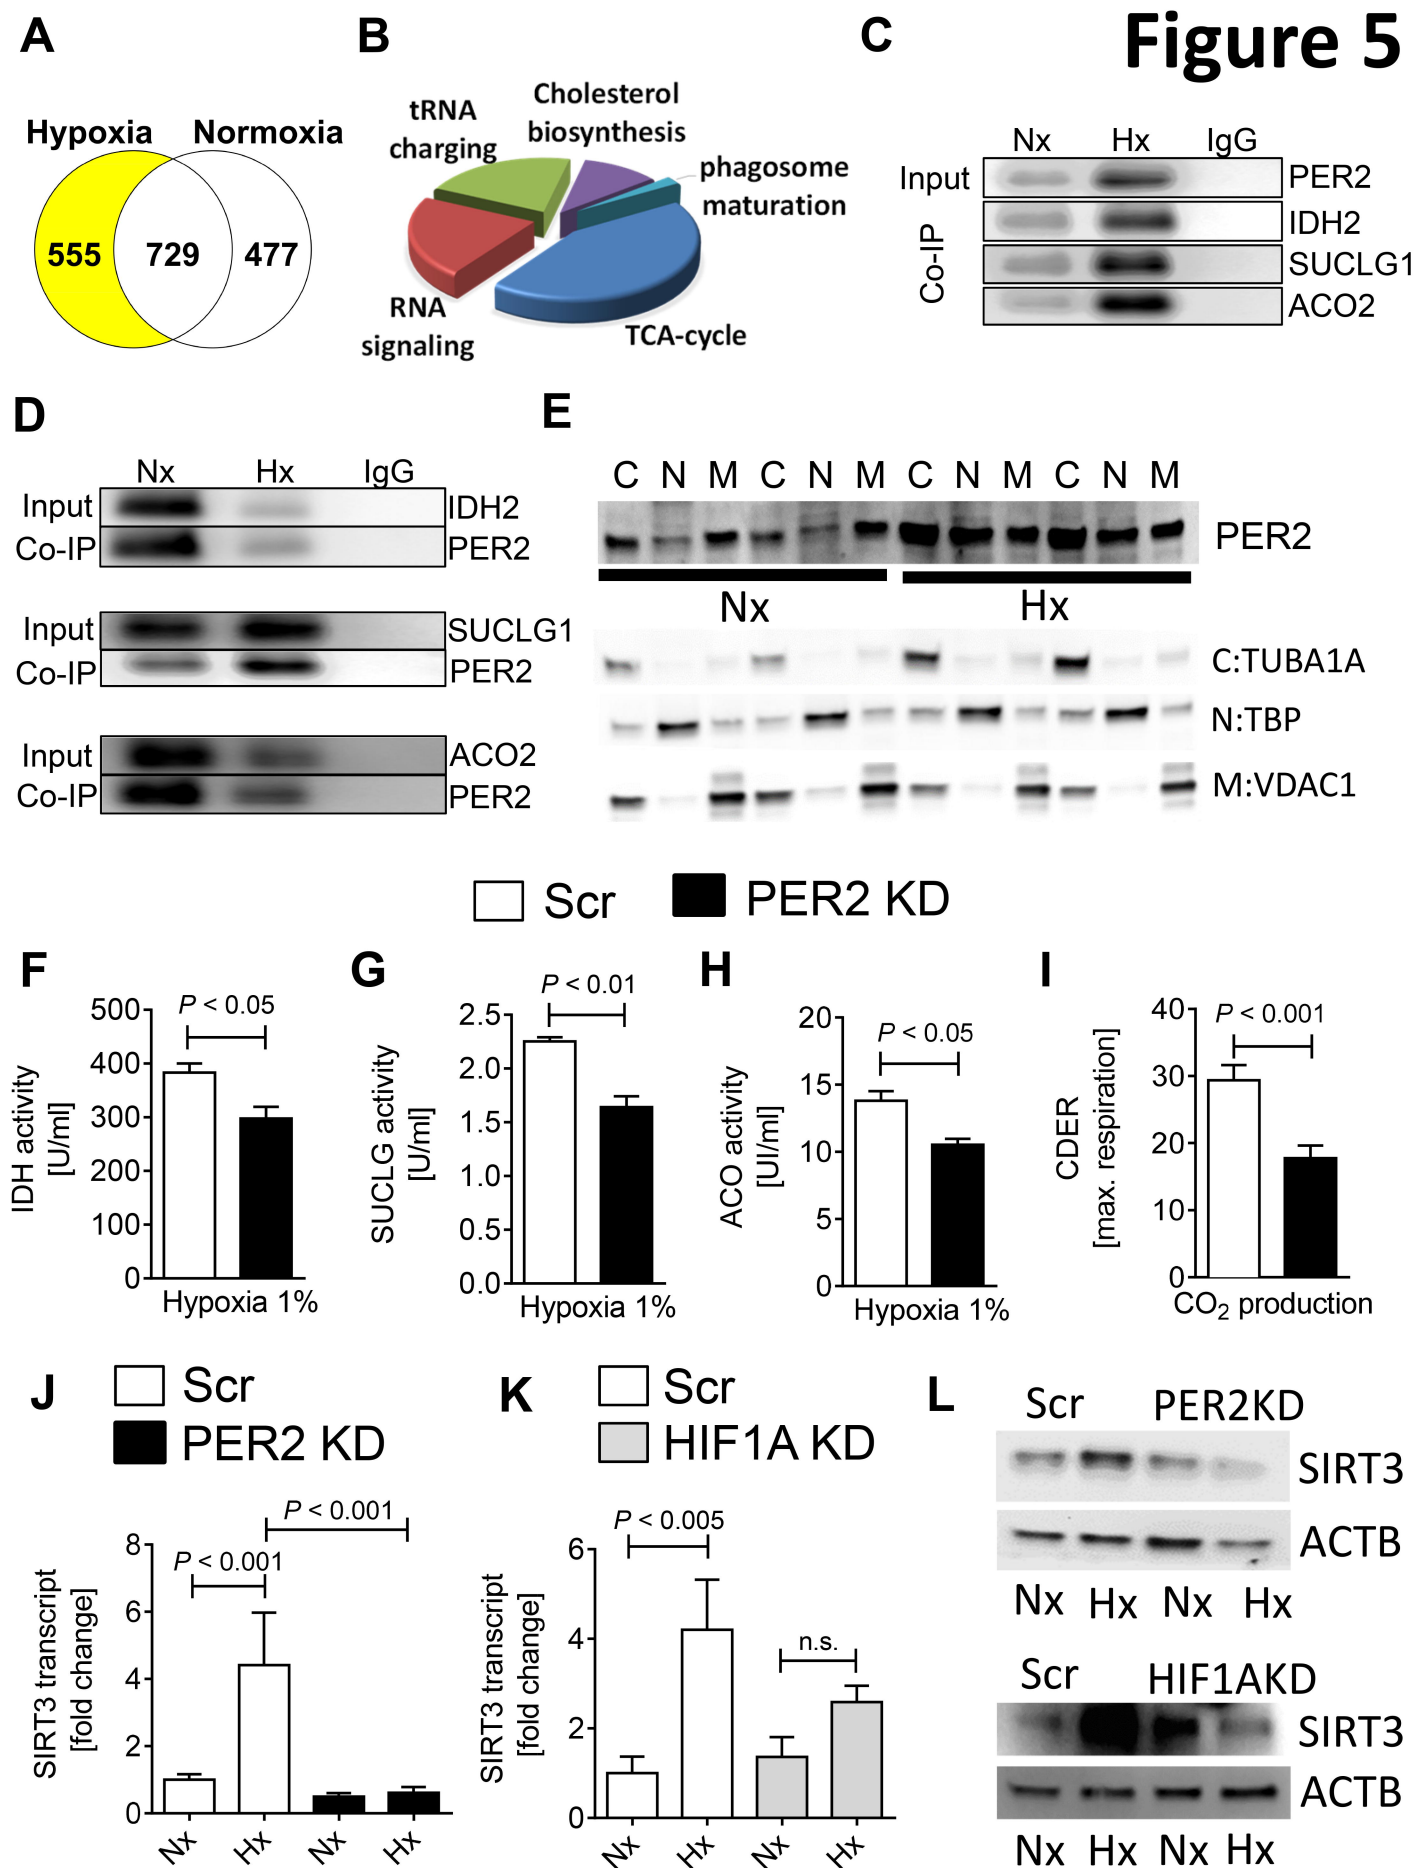 Figure 5
A
Hypoxia Normoxia
555 729 477
B
tRNA
charging
Cholesterol
biosynthesis
phagosome
maturation
RNA
signaling
TCA-cycle
C
Nx Hx IgG
Input PER2
Co-IP
IDH2
SUCLG1
ACO2
D
Nx Hx IgG
Input IDH2
Co-IP PER2
Input SUCLG1
Co-IP PER2
Input ACO2
Co-IP PER2
E
C N M C N M C N M C N M
PER2
Nx Hx
C:TUBA1A
N:TBP
M:VDAC1
Scr PER2 KD
F
IDH activity
[U/ml]
500
400
300
200
100
0
P < 0.05
Hypoxia 1%
G
SUCLG activity
[U/ml]
2.5
2.0
1.5
1.0
0.5
0.0
P < 0.01
Hypoxia 1%
H
ACO activity
[UI/ml]
20
15
10
5
0
P < 0.05
Hypoxia 1%
I
CDER
[max. respiration]
40
30
20
10
0
P < 0.001
CO2 production
J
Scr
PER2 KD
SIRT3 transcript
[fold change]
8
6
4
2
0
P < 0.001
P < 0.001
Nx Hx Nx Hx
K
Scr
HIF1A KD
SIRT3 transcript
[fold change]
6
4
2
0
P < 0.005
n.s.
Nx Hx Nx Hx
L
Scr PER2KD
SIRT3
ACTB
Nx Hx Nx Hx
Scr HIF1AKD
SIRT3
ACTB
Nx Hx Nx Hx